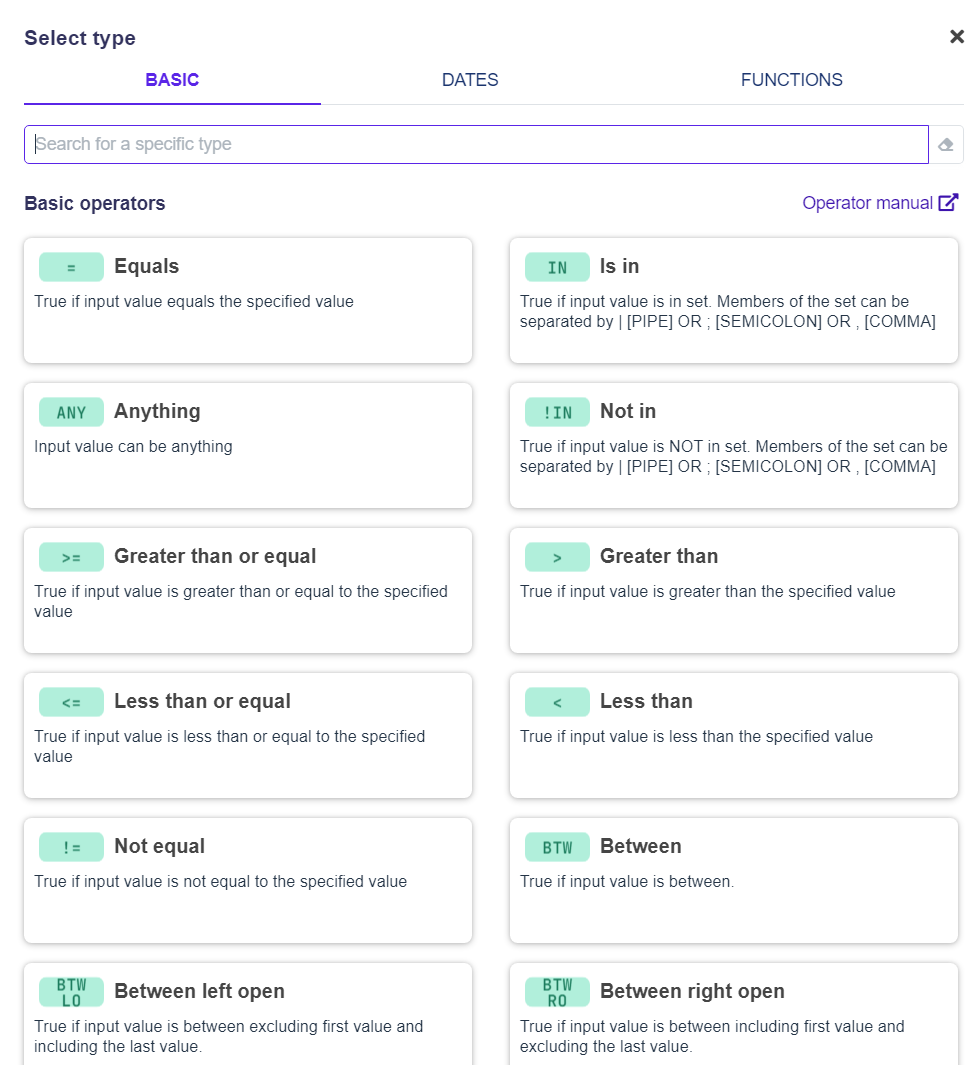 Select type
BASIC
DATES
FUNCTIONS
Search for a specific type
Basic operators
Operator manual
= Equals
True if input value equals the specified value
IN Is in
True if input value is in set. Members of the set can be
separated by | [PIPE] OR ; [SEMICOLON] OR , [COMMA]
ANY Anything
Input value can be anything
!IN Not in
True if input value is NOT in set. Members of the set can be
separated by | [PIPE] OR ; [SEMICOLON] OR , [COMMA]
>= Greater than or equal
True if input value is greater than or equal to the specified
value
> Greater than
True if input value is greater than the specified value
<= Less than or equal
True if input value is less than or equal to the specified
value
< Less than
True if input value is less than the specified value
!= Not equal
True if input value is not equal to the specified value
BTW Between
True if input value is between.
BTW
LO
Between left open
True if input value is between excluding first value and
including the last value.
BTW
RO
Between right open
True if input value is between including first value and
excluding the last value.